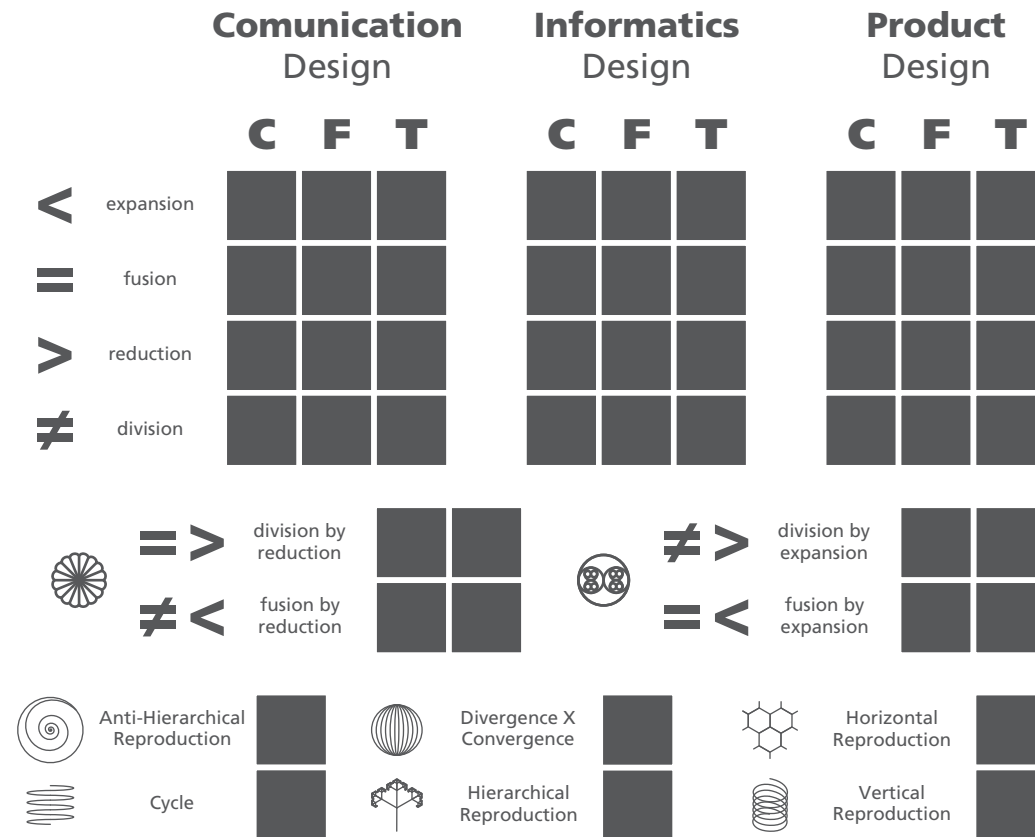 Comunication Informatics Product
Design Design Design
C F T C F T C F T
< expansion
= fusion
> reduction
≠ division
= > division by reduction
≠ > division by expansion
≠ < fusion by reduction
= < fusion by expansion
Anti-Hierarchical Reproduction
Divergence X Convergence
Horizontal Reproduction
Cycle
Hierarchical Reproduction
Vertical Reproduction